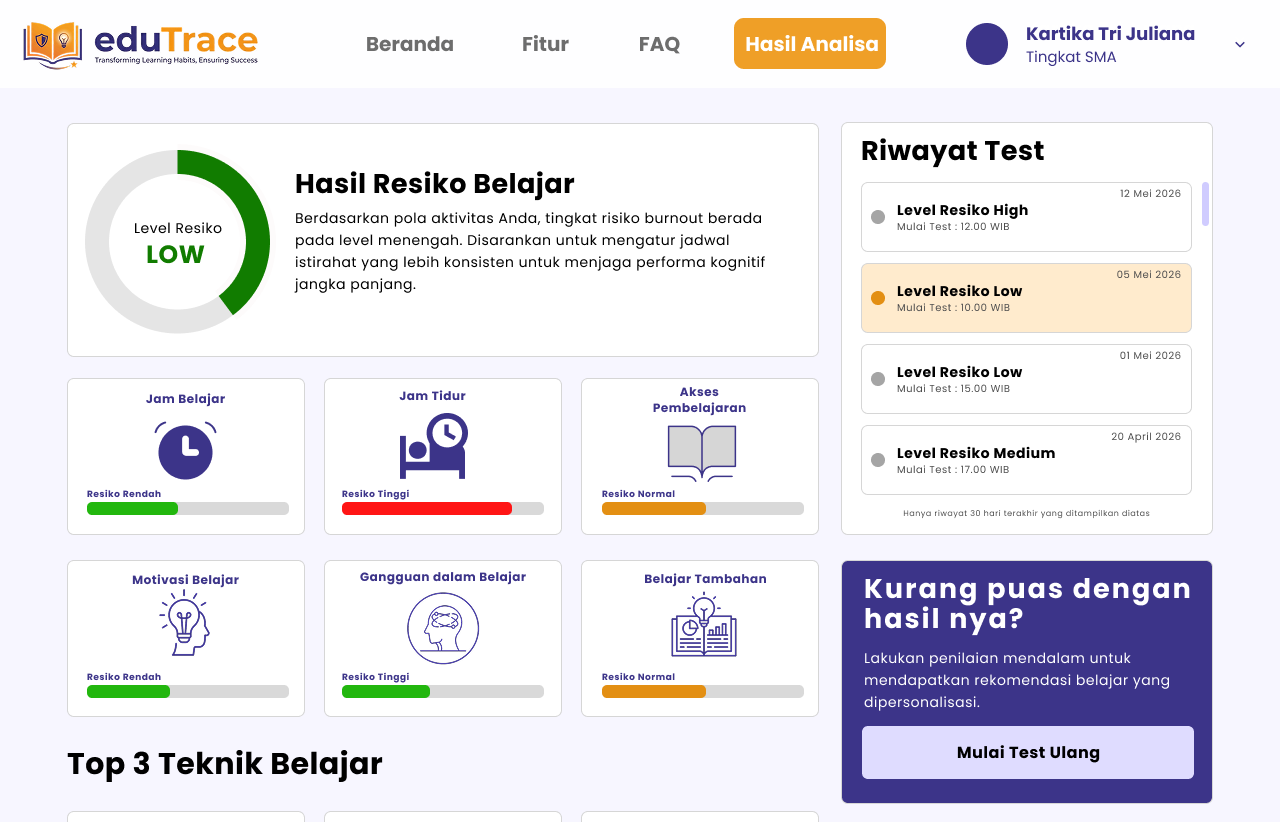 eduTrace
Transforming Learning Habits, Ensuring Success
Beranda
Fitur
FAQ
Hasil Analisa
Kartika Tri Juliana
Tingkat SMA
Level Resiko
LOW
Hasil Resiko Belajar
Berdasarkan pola aktivitas Anda, tingkat risiko burnout berada
pada level menengah. Disarankan untuk mengatur jadwal
istirahat yang lebih konsisten untuk menjaga performa kognitif
jangka panjang.
Riwayat Test
12 Mei 2026
Level Resiko High
Mulai Test : 12.00 WIB
05 Mei 2026
Level Resiko Low
Mulai Test : 10.00 WIB
01 Mei 2026
Level Resiko Low
Mulai Test : 15.00 WIB
20 April 2026
Level Resiko Medium
Mulai Test : 17.00 WIB
Hanya riwayat 30 hari terakhir yang ditampilkan diatas
Jam Belajar
Resiko Rendah
Jam Tidur
Resiko Tinggi
Akses
Pembelajaran
Resiko Normal
Motivasi Belajar
Resiko Rendah
Gangguan dalam Belajar
Resiko Tinggi
Belajar Tambahan
Resiko Normal
Kurang puas dengan
hasil nya?
Lakukan penilaian mendalam untuk
mendapatkan rekomendasi belajar yang
dipersonalisasi.
Mulai Test Ulang
Top 3 Teknik Belajar